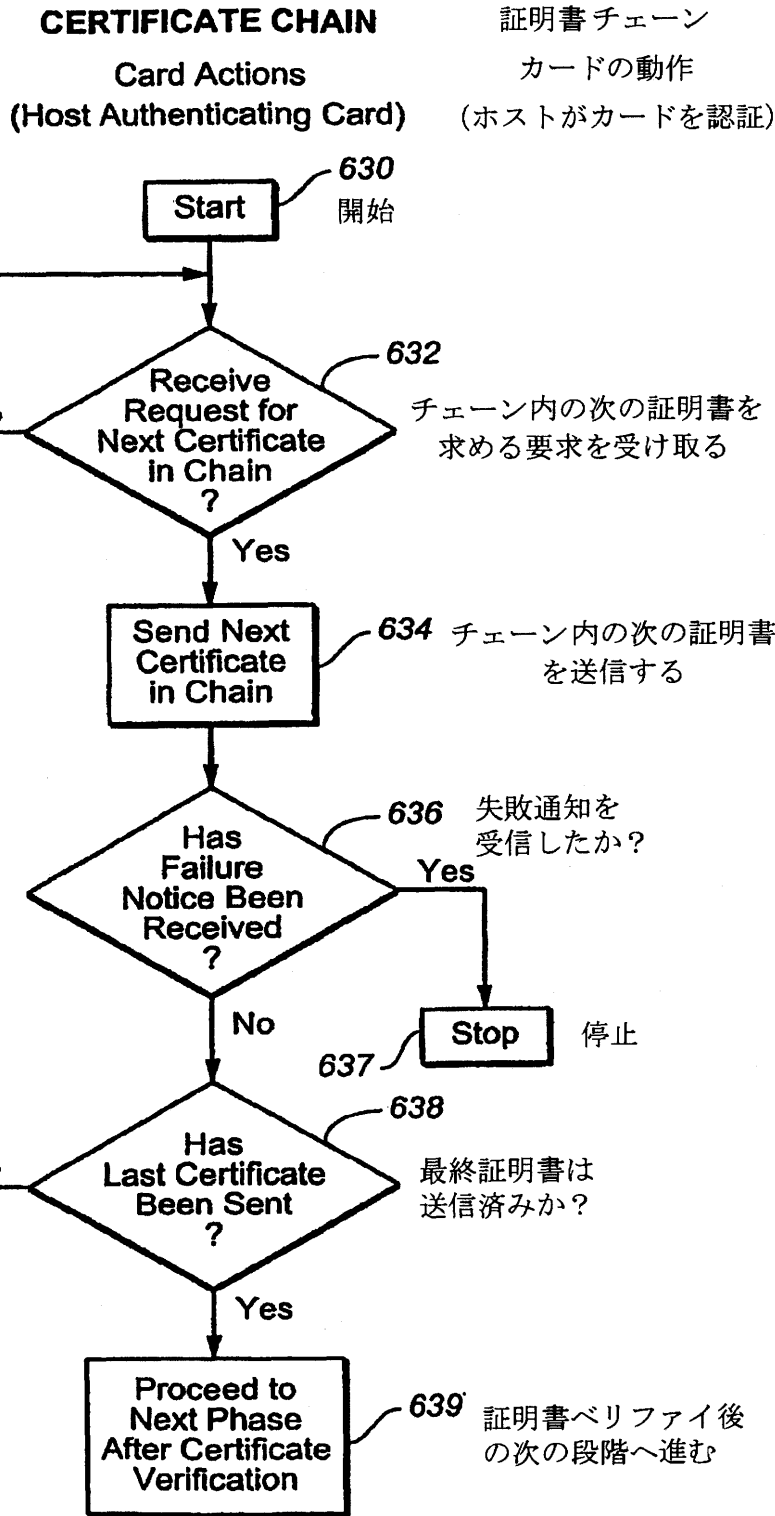 CERTIFICATE CHAIN
証明書チェーン
Card Actions
カードの動作
(Host Authenticating Card)
(ホストがカードを認証)
630
Start
開始
632
Receive
Request for
Next Certificate
in Chain
?
チェーン内の次の証明書を
求める要求を受け取る
Yes
Send Next
Certificate
in Chain
634
チェーン内の次の証明書
を送信する
636
失敗通知を
受信したか?
Has
Failure
Notice Been
Received
?
Yes
No
Stop
停止
637
638
Has
Last Certificate
Been Sent
?
最終証明書は
送信済みか?
Yes
Proceed to
Next Phase
After Certificate
Verification
639
証明書ベリファイ後
の次の段階へ進む